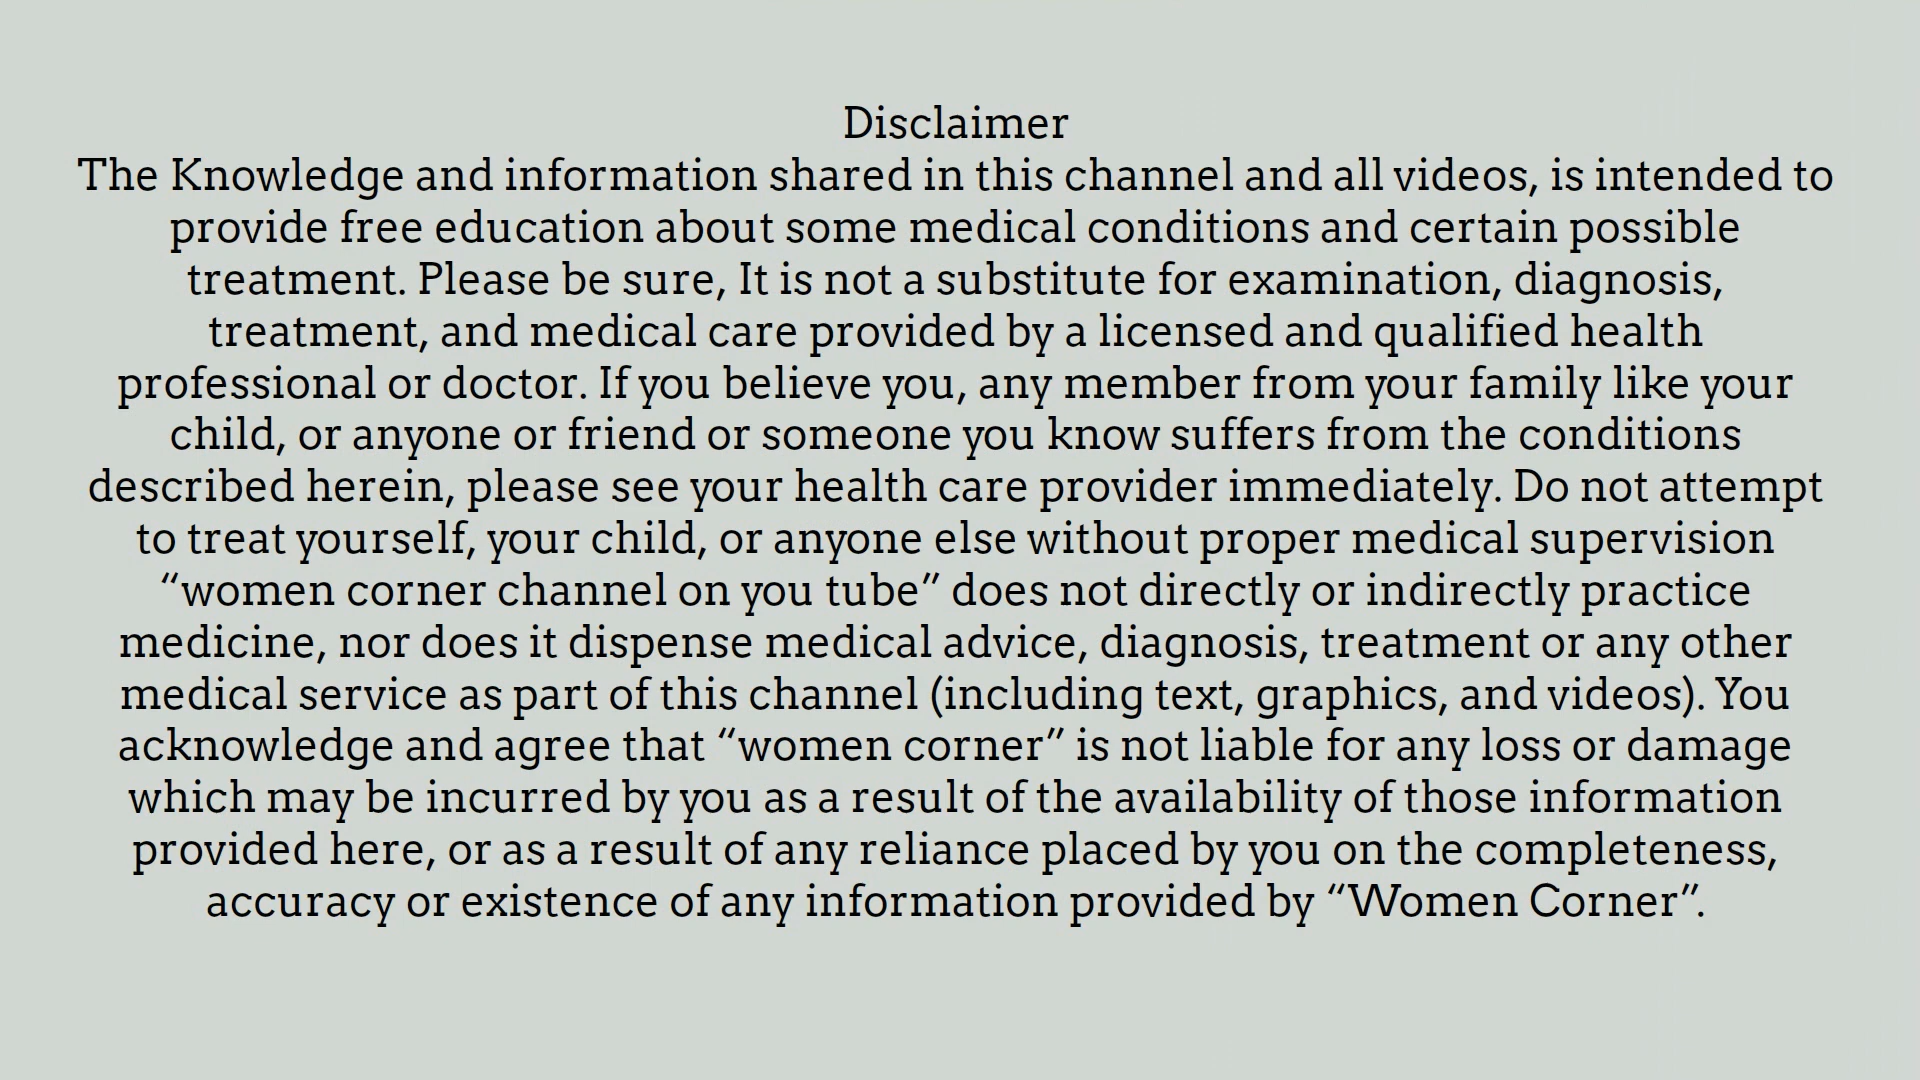 Disclaimer
The Knowledge and information shared in this channel and all videos, is intended to
provide free education about some medical conditions and certain possible
treatment. Please be sure, It is not a substitute for examination, diagnosis,
treatment, and medical care provided by a licensed and qualified health
professional or doctor. If you believe you, any member from your family like your
child, or anyone or friend or someone you know suffers from the conditions
described herein, please see your health care provider immediately. Do not attempt
to treat yourself, your child, or anyone else without proper medical supervision
“women corner channel on you tube” does not directly or indirectly practice
medicine, nor does it dispense medical advice, diagnosis, treatment or any other
medical service as part of this channel (including text, graphics, and videos). You
acknowledge and agree that “women corner” is not liable for any loss or damage
which may be incurred by you as a result of the availability of those information
provided here, or as a result of any reliance placed by you on the completeness,
accuracy or existence of any information provided by “Women Corner”.